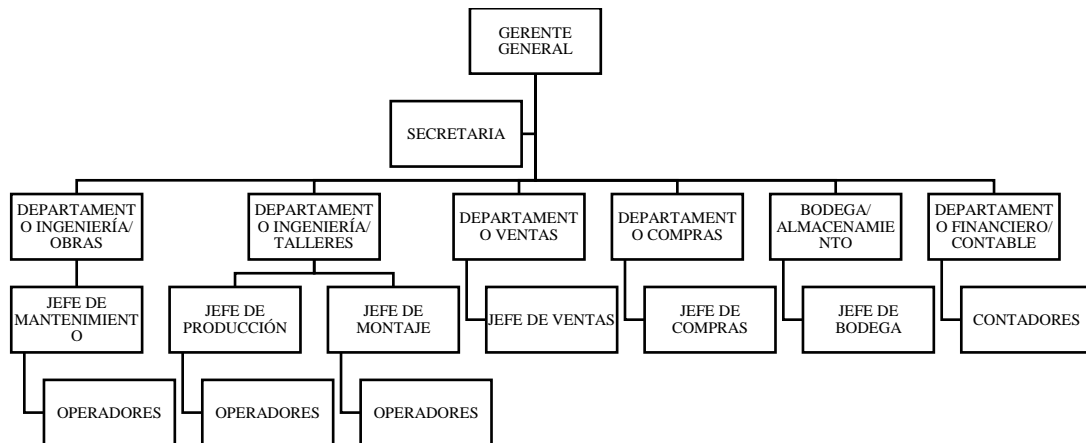 GERENTE
GENERAL
SECRETARIA
DEPARTAMENT
O INGENIERÍA/
OBRAS
DEPARTAMENT
O INGENIERÍA/
TALLERES
DEPARTAMENT
O VENTAS
DEPARTAMENT
O COMPRAS
BODEGA/
ALMACENAMIE
NTO
DEPARTAMENT
O FINANCIERO/
CONTABLE
JEFE DE
MANTENIMIENT
O
JEFE DE
PRODUCCIÓN
JEFE DE
MONTAJE
JEFE DE VENTAS
JEFE DE
COMPRAS
JEFE DE
BODEGA
CONTADORES
OPERADORES
OPERADORES
OPERADORES